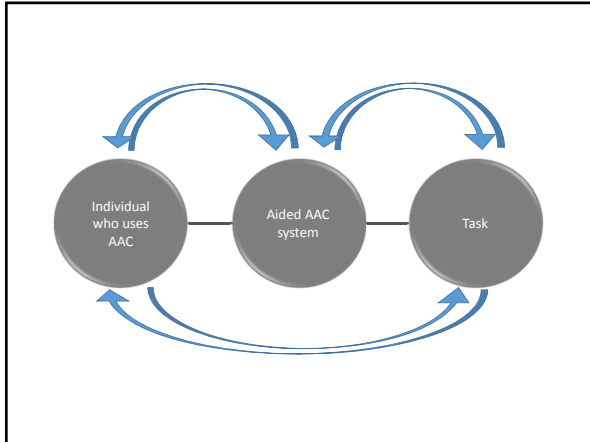 Individual
who uses
AAC
Aided AAC
system
Task